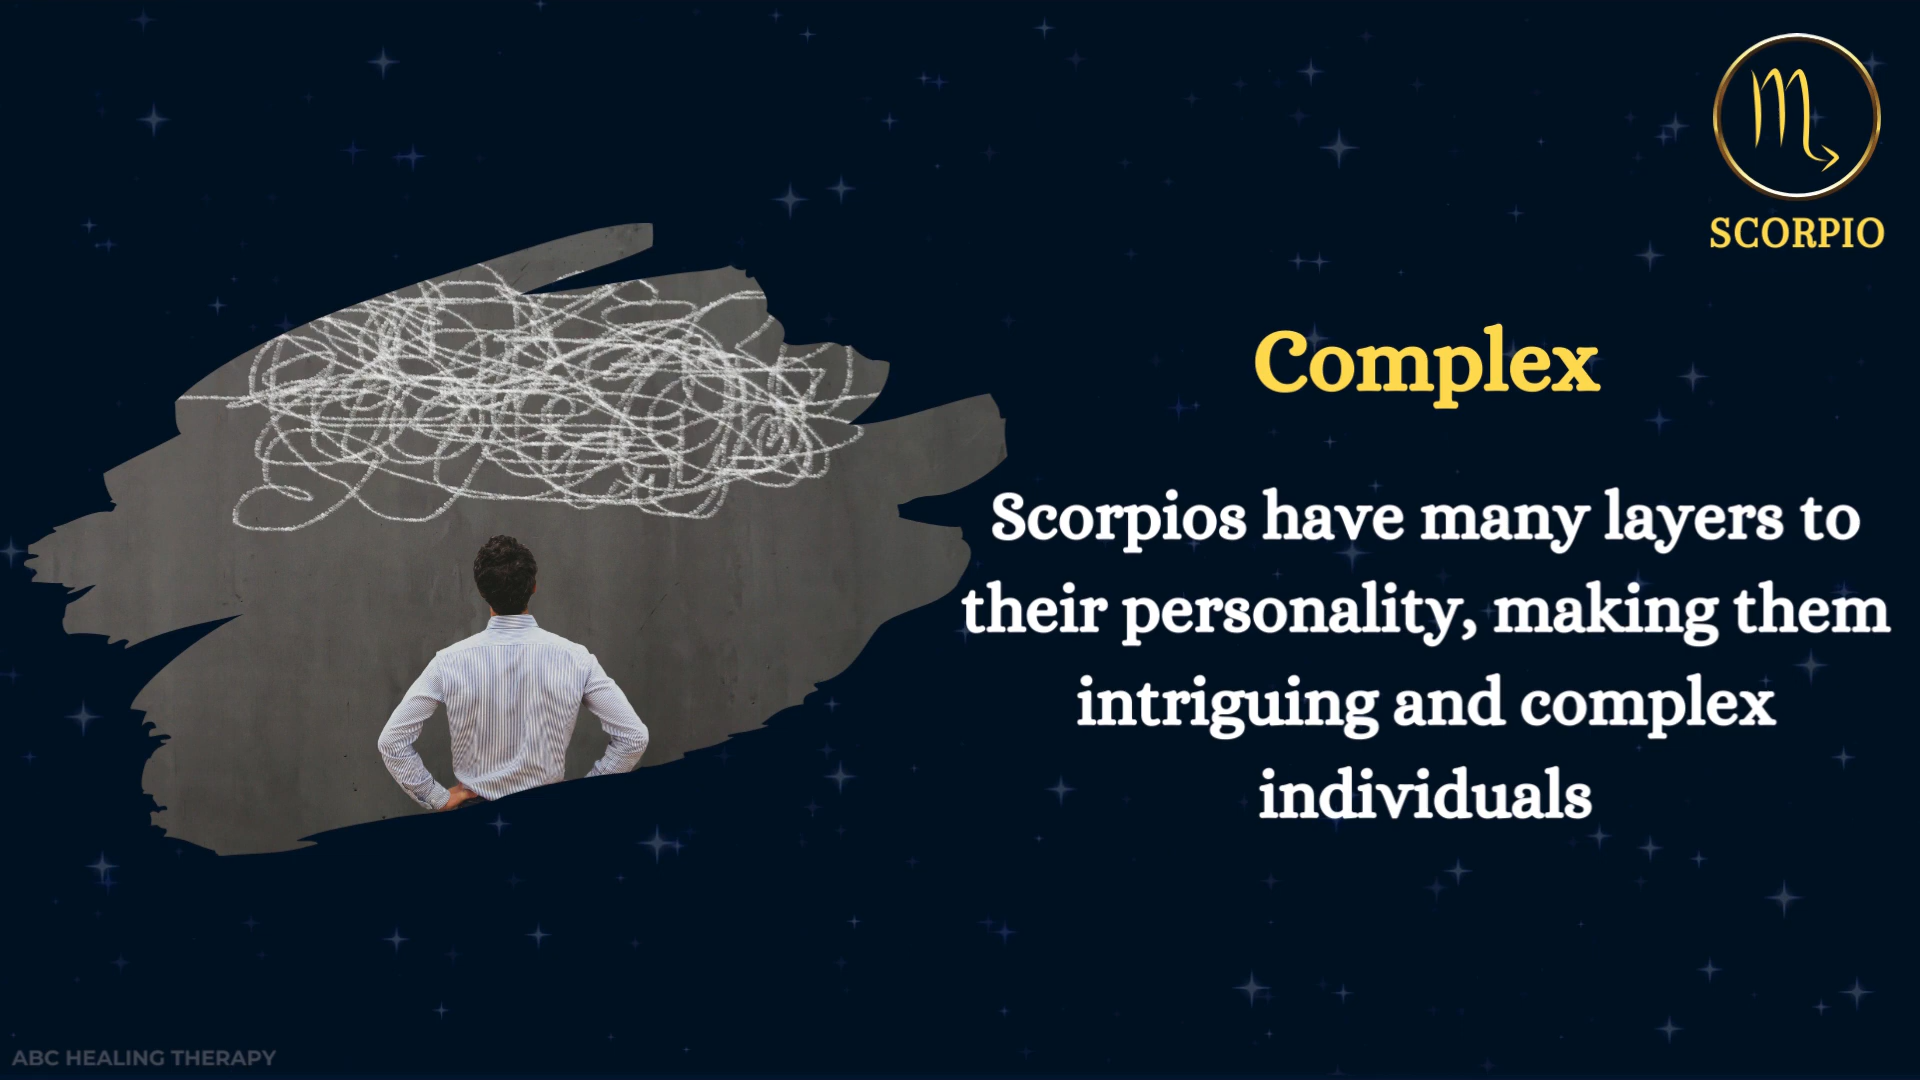 SCORPIO
Complex
Scorpios have many layers to
their personality, making them
intriguing and complex
individuals
ABC HEALING THERAPY